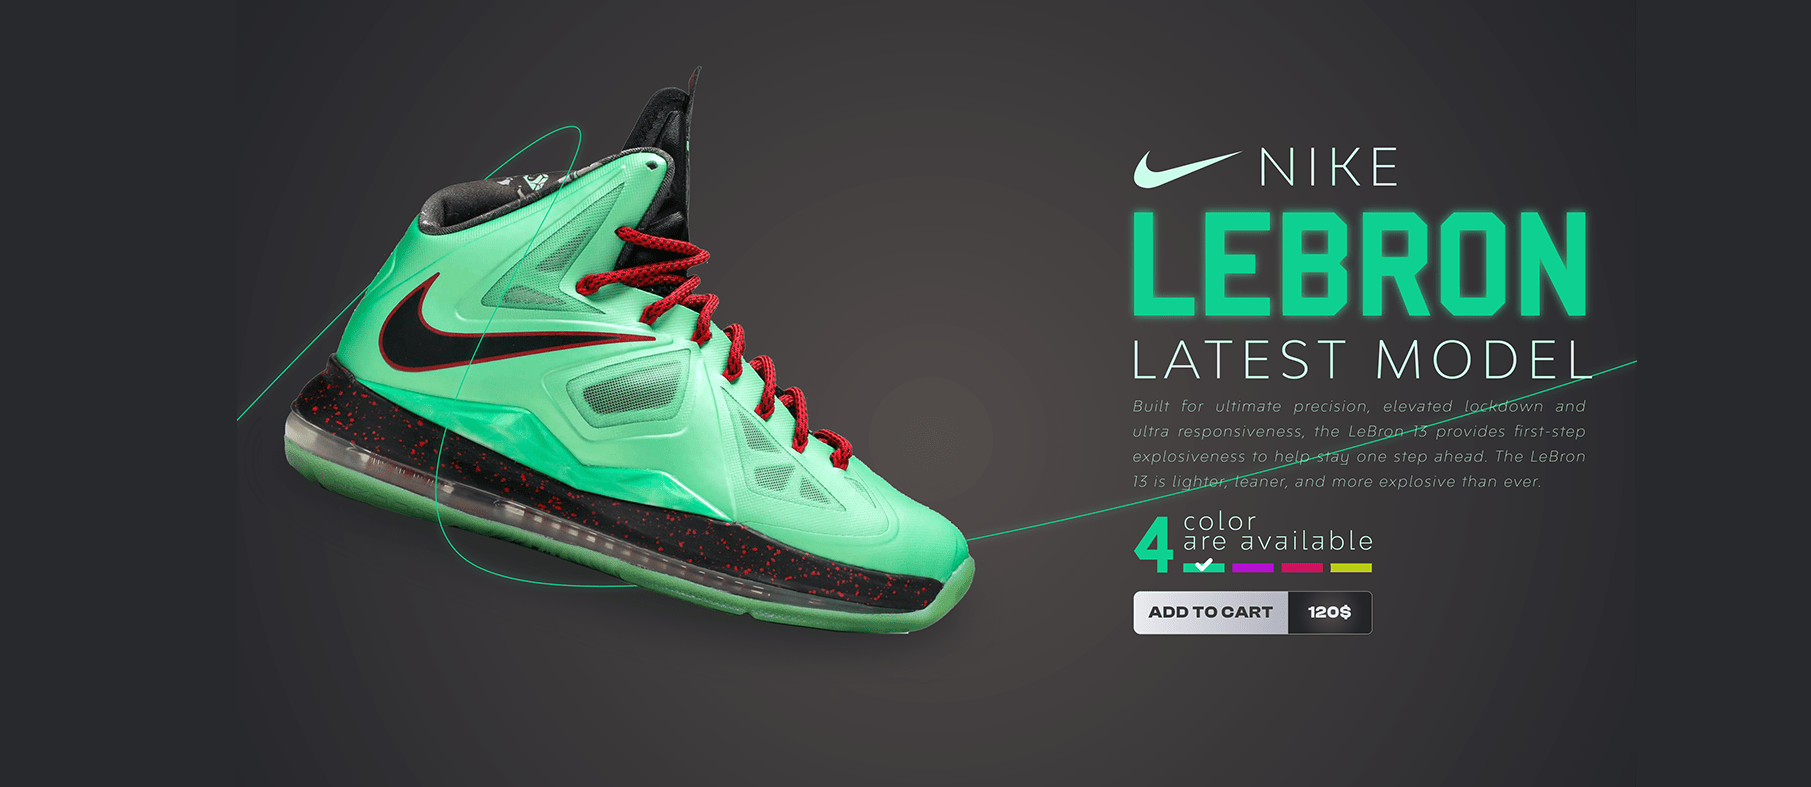 NIKE
LEBRON
LATEST MODEL
Built for ultimate precision, elevated lockdown and
ultra responsiveness, the LeBron 13 provides first-step
explosiveness to help stay one step ahead. The LeBron
13 is lighter, leaner, and more explosive than ever.
4 color
are available
ADD TO CART 120$